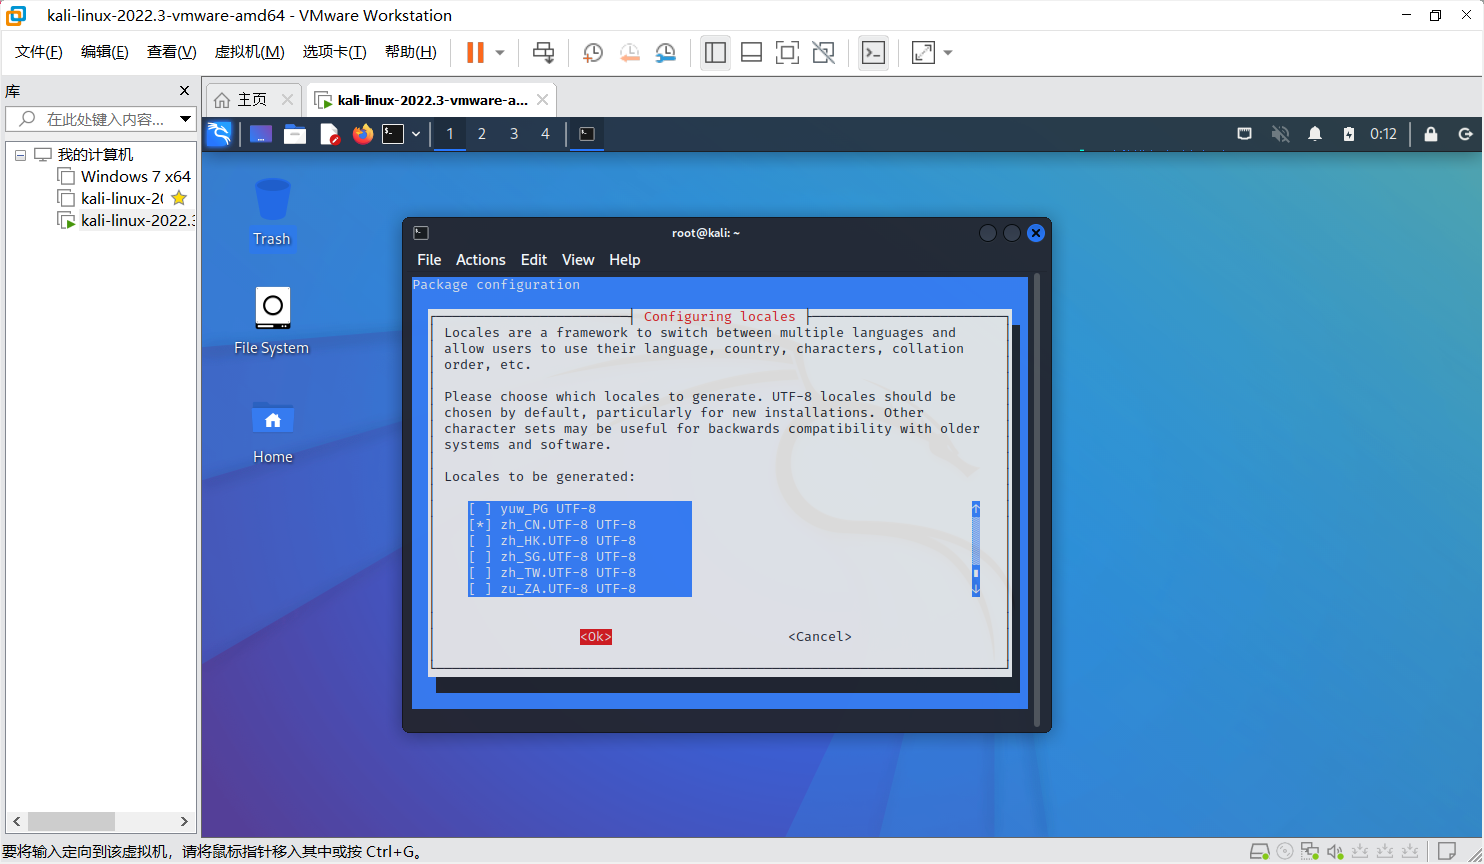 kali-linux-2022.3-vmware-amd64 - VMware Workstation
文件(F) 编辑(E) 查看(V) 虚拟机(M) 选项卡(T) 帮助(H)
库
在此处键入内容...
我的计算机
Windows 7 x64
kali-linux-20
kali-linux-2022.3
主页
kali-linux-2022.3-vmware-a...
1 2 3 4
0:12
Trash
File System
Home
root@kali: ~
File Actions Edit View Help
Package configuration
Configuring locales
Locales are a framework to switch between multiple languages and
allow users to use their language, country, characters, collation
order, etc.
Please choose which locales to generate. UTF-8 locales should be
chosen by default, particularly for new installations. Other
character sets may be useful for backwards compatibility with older
systems and software.
Locales to be generated:
[ ] yuw_PG UTF-8
[*] zh_CN.UTF-8 UTF-8
[ ] zh_HK.UTF-8 UTF-8
[ ] zh_SG.UTF-8 UTF-8
[ ] zh_TW.UTF-8 UTF-8
[ ] zu_ZA.UTF-8 UTF-8
<Ok> <Cancel>
要将输入定向到该虚拟机，请将鼠标指针移入其中或按 Ctrl+G。